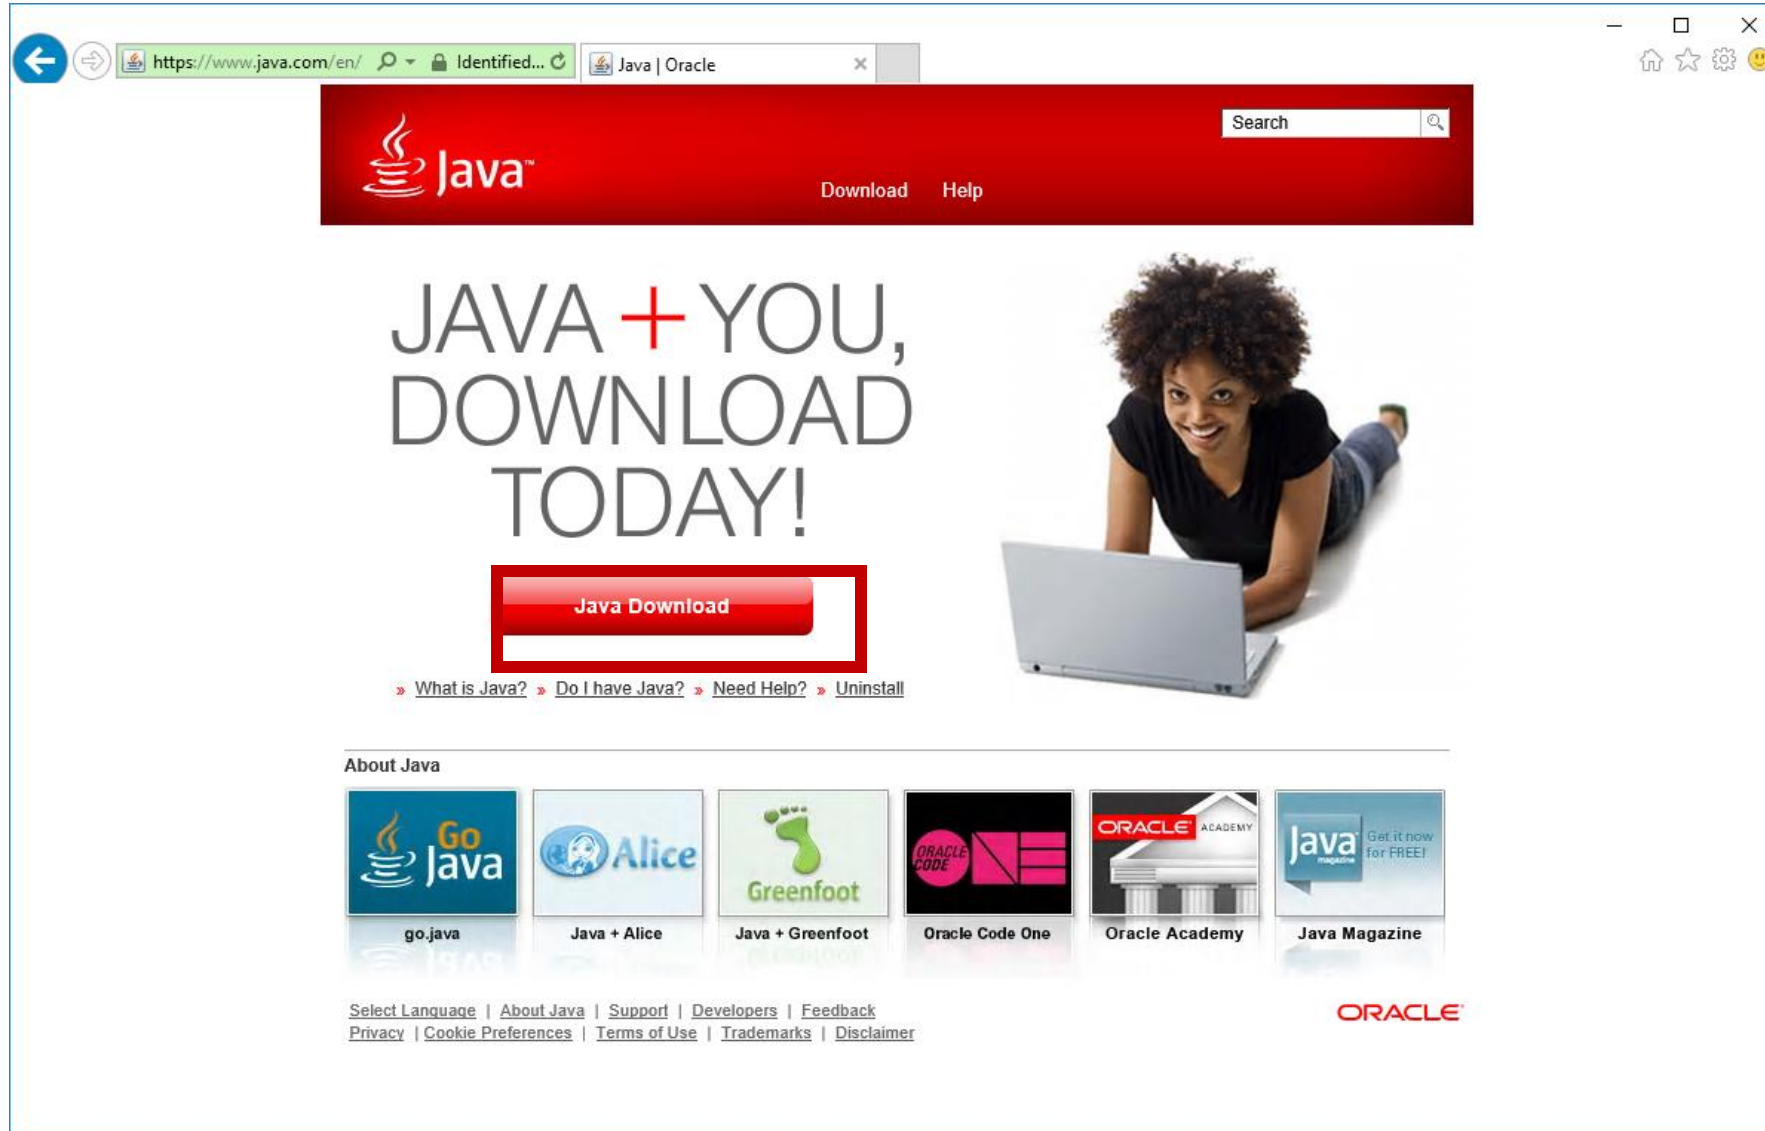 https://www.java.com/en/ Identified... Java | Oracle
Search
Java™
Download Help
JAVA + YOU,
DOWNLOAD
TODAY!
Java Download
» What is Java? » Do I have Java? » Need Help? » Uninstall
About Java
Go
Java
Alice
Greenfoot
ORACLE
CODE
ONE
ORACLE ACADEMY
Java
magazine
Get it now
for FREE!
go.java
Java + Alice
Java + Greenfoot
Oracle Code One
Oracle Academy
Java Magazine
Select Language | About Java | Support | Developers | Feedback
Privacy | Cookie Preferences | Terms of Use | Trademarks | Disclaimer
ORACLE